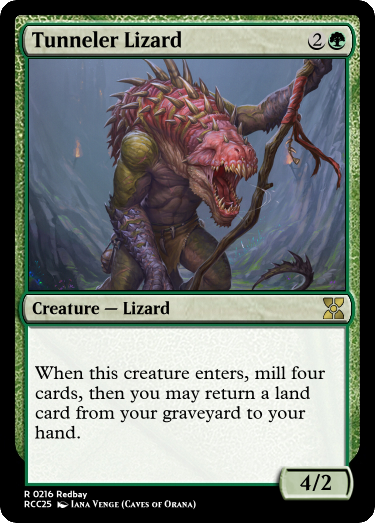 Tunneler Lizard 2
Creature — Lizard
When this creature enters, mill four
cards, then you may return a land
card from your graveyard to your
hand.
4/2
R 0216 Redbay
RCC25 Iana Venge (Caves of Orana)